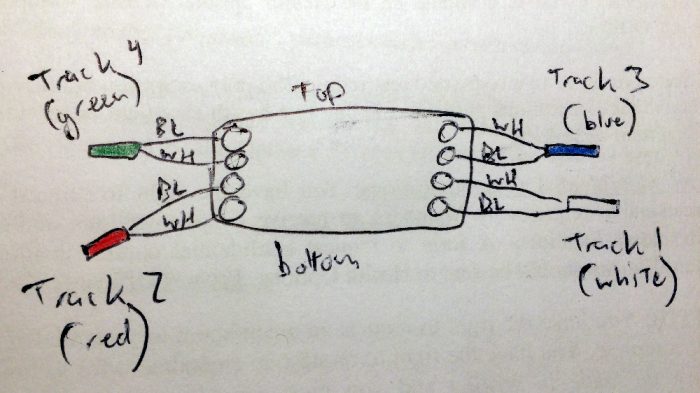 Track 4
(green)
Top
Track 3
(blue)
BL
WH
WH
BL
BL
WH
WH
BL
Track 2
(red)
bottom
Track 1
(white)